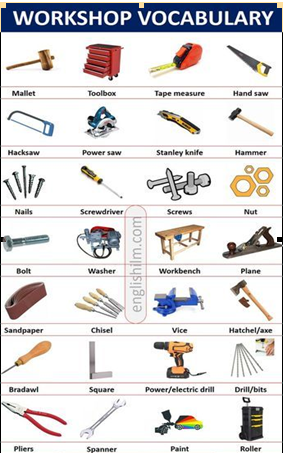 WORKSHOP VOCABULARY
Mallet Toolbox Tape measure Hand saw
Hacksaw Power saw Stanley knife Hammer
Nails Screwdriver Screws Nut
Bolt Washer Workbench Plane
englishilm.com
Sandpaper Chisel Vice Hatchel/axe
Bradawl Square Power/electric drill Drill/bits
Pliers Spanner Paint Roller